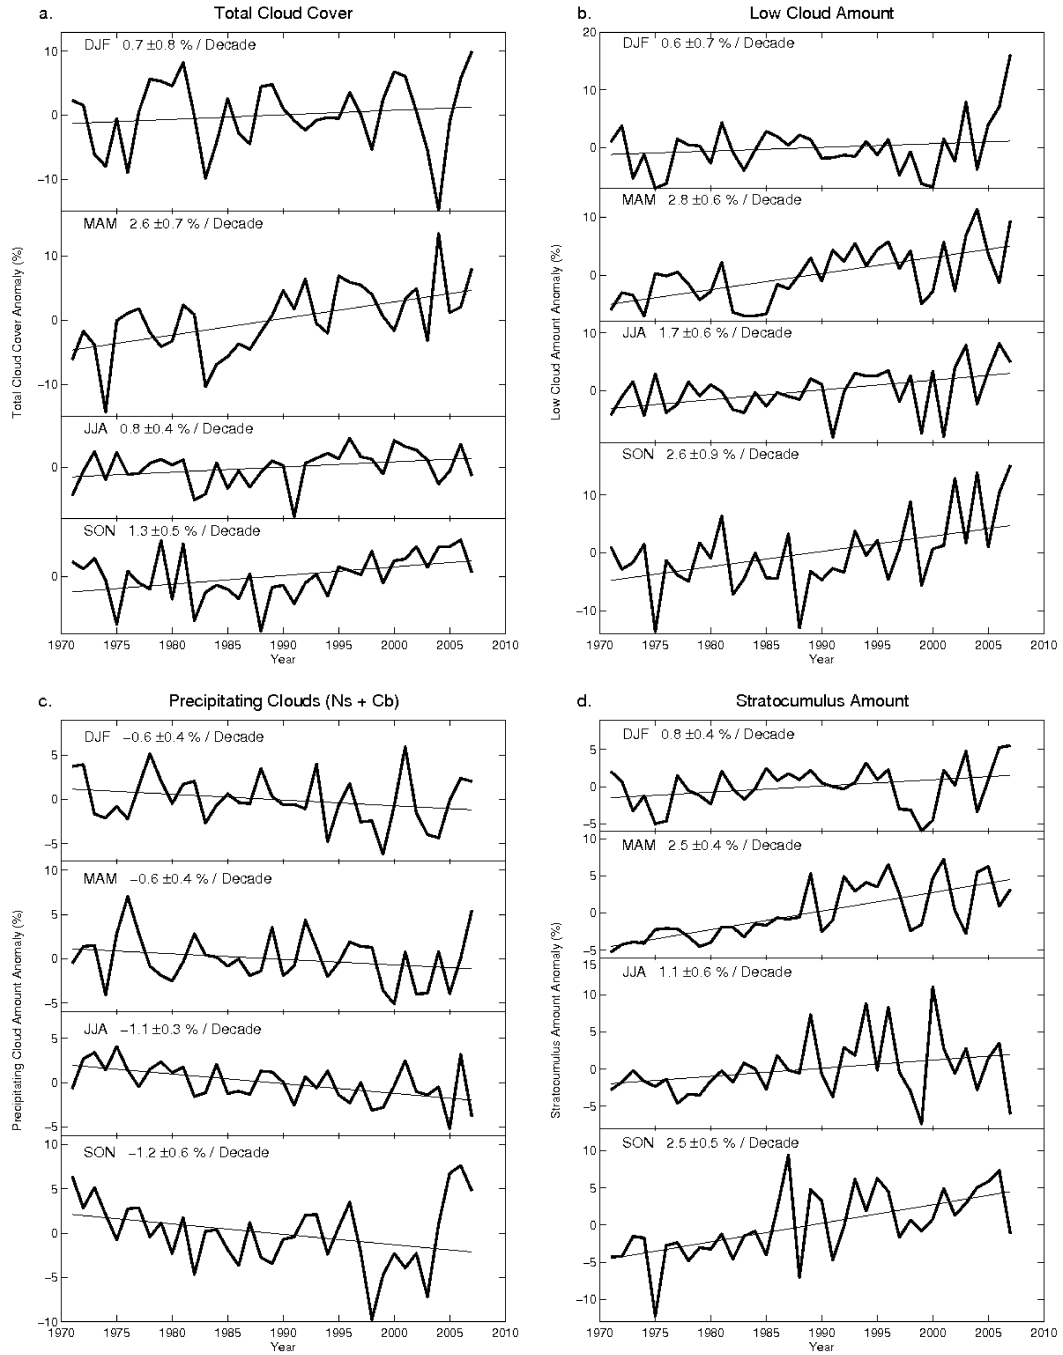 a. Total Cloud Cover
DJF 0.7 ±0.8 % / Decade
10
0
−10
MAM 2.6 ±0.7 % / Decade
10
0
−10
JJA 0.8 ±0.4 % / Decade
0
SON 1.3 ±0.5 % / Decade
0
Total Cloud Cover Anomaly (%)
1970 1975 1980 1985 1990 1995 2000 2005 2010
Year
b. Low Cloud Amount
20
DJF 0.6 ±0.7 % / Decade
10
0
MAM 2.8 ±0.6 % / Decade
10
0
JJA 1.7 ±0.6 % / Decade
10
0
SON 2.6 ±0.9 % / Decade
10
0
−10
Low Cloud Amount Anomaly (%)
1970 1975 1980 1985 1990 1995 2000 2005 2010
Year
c. Precipitating Clouds (Ns + Cb)
DJF −0.6 ±0.4 % / Decade
5
0
−5
10
MAM −0.6 ±0.4 % / Decade
5
0
−5
JJA −1.1 ±0.3 % / Decade
5
0
−5
10
SON −1.2 ±0.6 % / Decade
5
0
−5
−10
Precipitating Cloud Amount Anomaly (%)
1970 1975 1980 1985 1990 1995 2000 2005 2010
Year
d. Stratocumulus Amount
DJF 0.8 ±0.4 % / Decade
5
0
−5
10
MAM 2.5 ±0.4 % / Decade
5
0
−5
15
JJA 1.1 ±0.6 % / Decade
10
5
0
−5
SON 2.5 ±0.5 % / Decade
10
5
0
−5
−10
Stratocumulus Amount Anomaly (%)
1970 1975 1980 1985 1990 1995 2000 2005 2010
Year